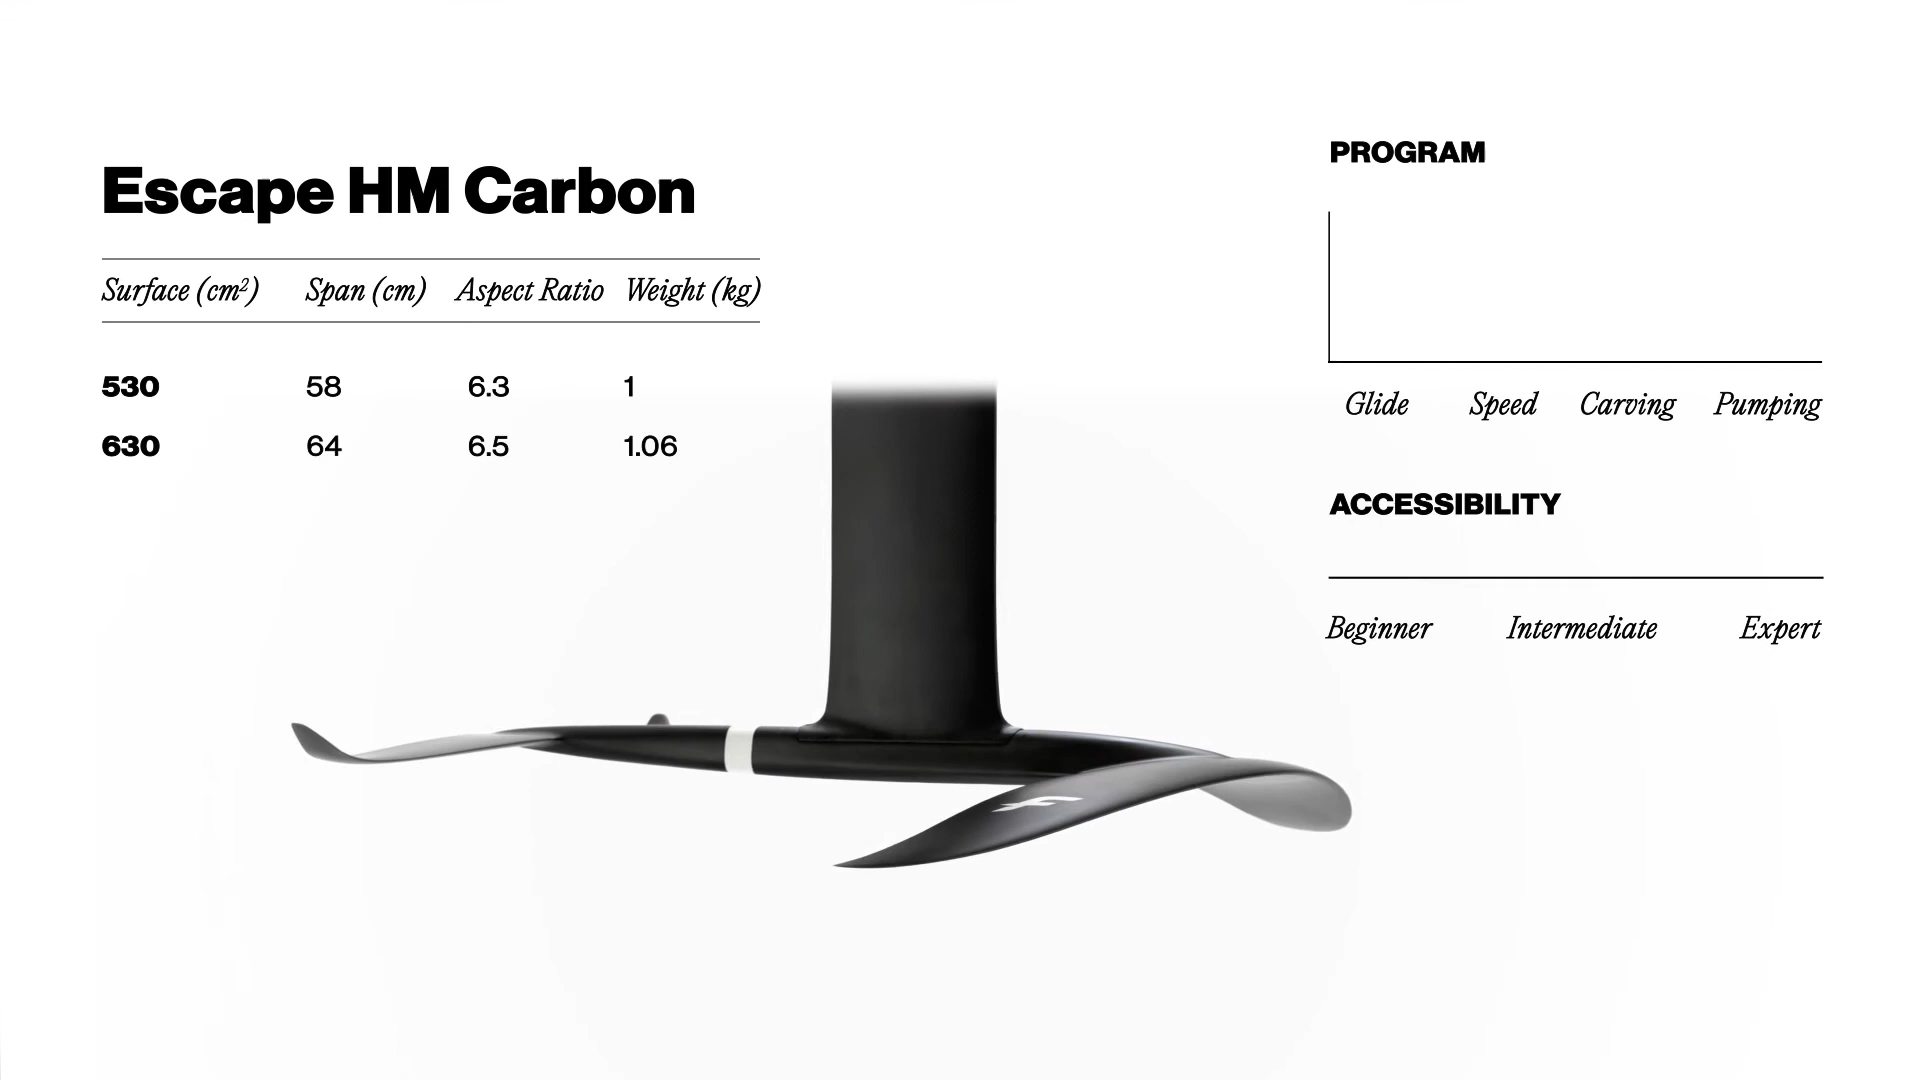 Escape HM Carbon
Surface (cm²) Span (cm) Aspect Ratio Weight (kg)
530 58 6.3 1
630 64 6.5 1.06
PROGRAM
Glide Speed Carving Pumping
ACCESSIBILITY
Beginner Intermediate Expert